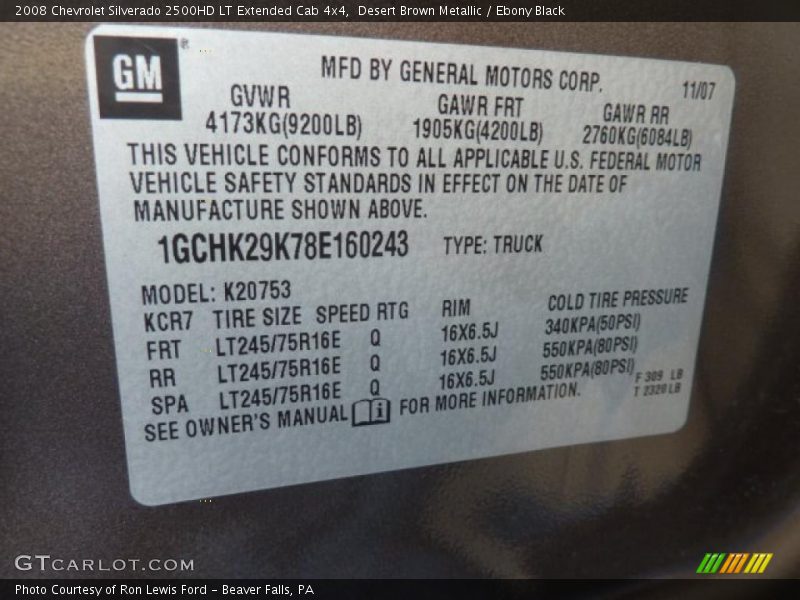 2008 Chevrolet Silverado 2500HD LT Extended Cab 4x4, Desert Brown Metallic / Ebony Black
GM ®
MFD BY GENERAL MOTORS CORP. 11/07
GVWR GAWR FRT GAWR RR
4173KG(9200LB) 1905KG(4200LB) 2760KG(6084LB)
THIS VEHICLE CONFORMS TO ALL APPLICABLE U.S. FEDERAL MOTOR
VEHICLE SAFETY STANDARDS IN EFFECT ON THE DATE OF
MANUFACTURE SHOWN ABOVE.
1GCHK29K78E160243 TYPE: TRUCK
MODEL: K20753
KCR7 TIRE SIZE SPEED RTG RIM COLD TIRE PRESSURE
FRT LT245/75R16E Q 16X6.5J 340KPA(50PSI)
RR LT245/75R16E Q 16X6.5J 550KPA(80PSI)
SPA LT245/75R16E Q 16X6.5J 550KPA(80PSI)
F 309 LB
T 2320 LB
SEE OWNER'S MANUAL i FOR MORE INFORMATION.
GTCARLOT.COM
Photo Courtesy of Ron Lewis Ford – Beaver Falls, PA